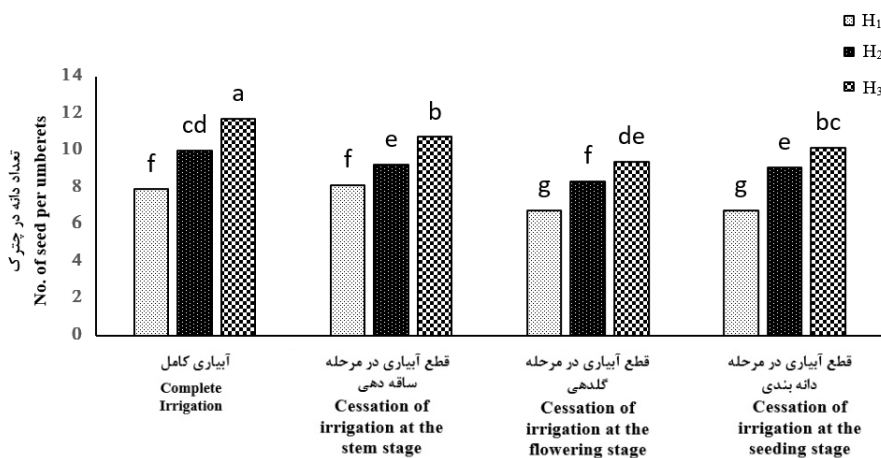 H₁
H₂
H₃
تعداد دانه در چترک
No. of seed per umberets
14
12
10
8
6
4
2
0
f
cd
a
f
e
b
g
f
de
g
e
bc
آبیاری کامل
Complete
Irrigation
قطع آبیاری در مرحله
ساقه دهی
Cessation of
irrigation at the
stem stage
قطع آبیاری در مرحله
گلدهی
Cessation of
irrigation at the
flowering stage
قطع آبیاری در مرحله
دانه بندی
Cessation of
irrigation at the
seeding stage